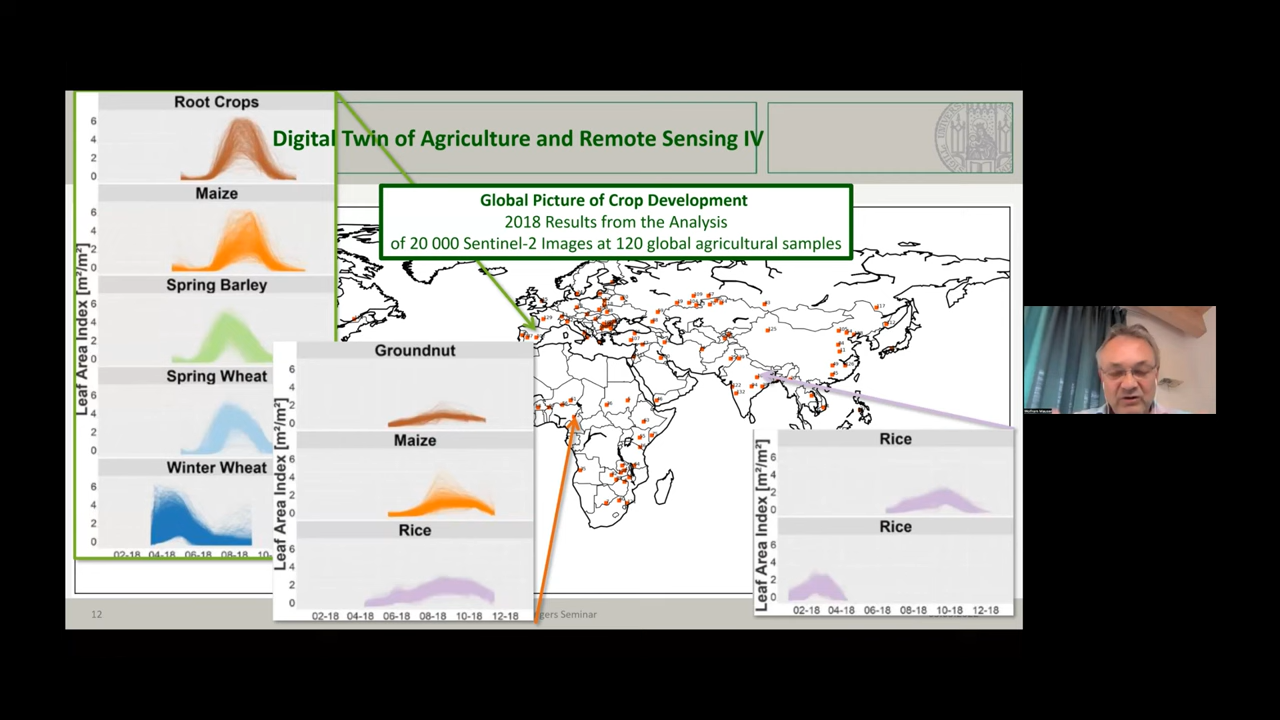 Digital Twin of Agriculture and Remote Sensing IV
Global Picture of Crop Development
2018 Results from the Analysis
of 20 000 Sentinel-2 Images at 120 global agricultural samples
Leaf Area Index [m²/m²]
Root Crops
6
4
2
0
Maize
6
4
2
0
Spring Barley
6
4
2
0
Spring Wheat
6
4
2
0
Winter Wheat
6
4
2
0
02-18 04-18 06-18 08-18 10-
Leaf Area Index [m²/m²]
Groundnut
6
4
2
0
Maize
6
4
2
0
Rice
6
4
2
0
02-18 04-18 06-18 08-18 10-18 12-18
Leaf Area Index [m²/m²]
Rice
6
4
2
0
Rice
6
4
2
0
02-18 04-18 06-18 08-18 10-18 12-18
12
gers Seminar